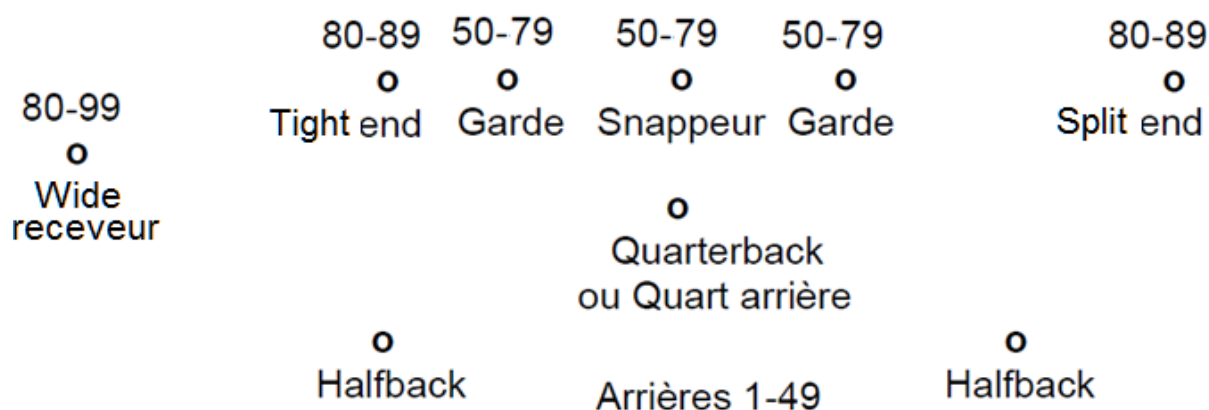 80-89 50-79 50-79 50-79 80-89
o o o o o
80-99
Tight end Garde Snappeur Garde Split end
o
Wide
receveur
o
Quarterback
ou Quart arrière
o o
Halfback Arrières 1-49 Halfback